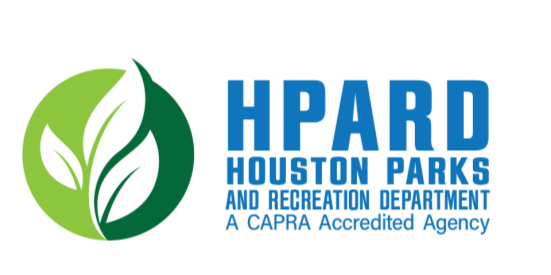 HPARD
HOUSTON PARKS
AND RECREATION DEPARTMENT
A CAPRA Accredited Agency